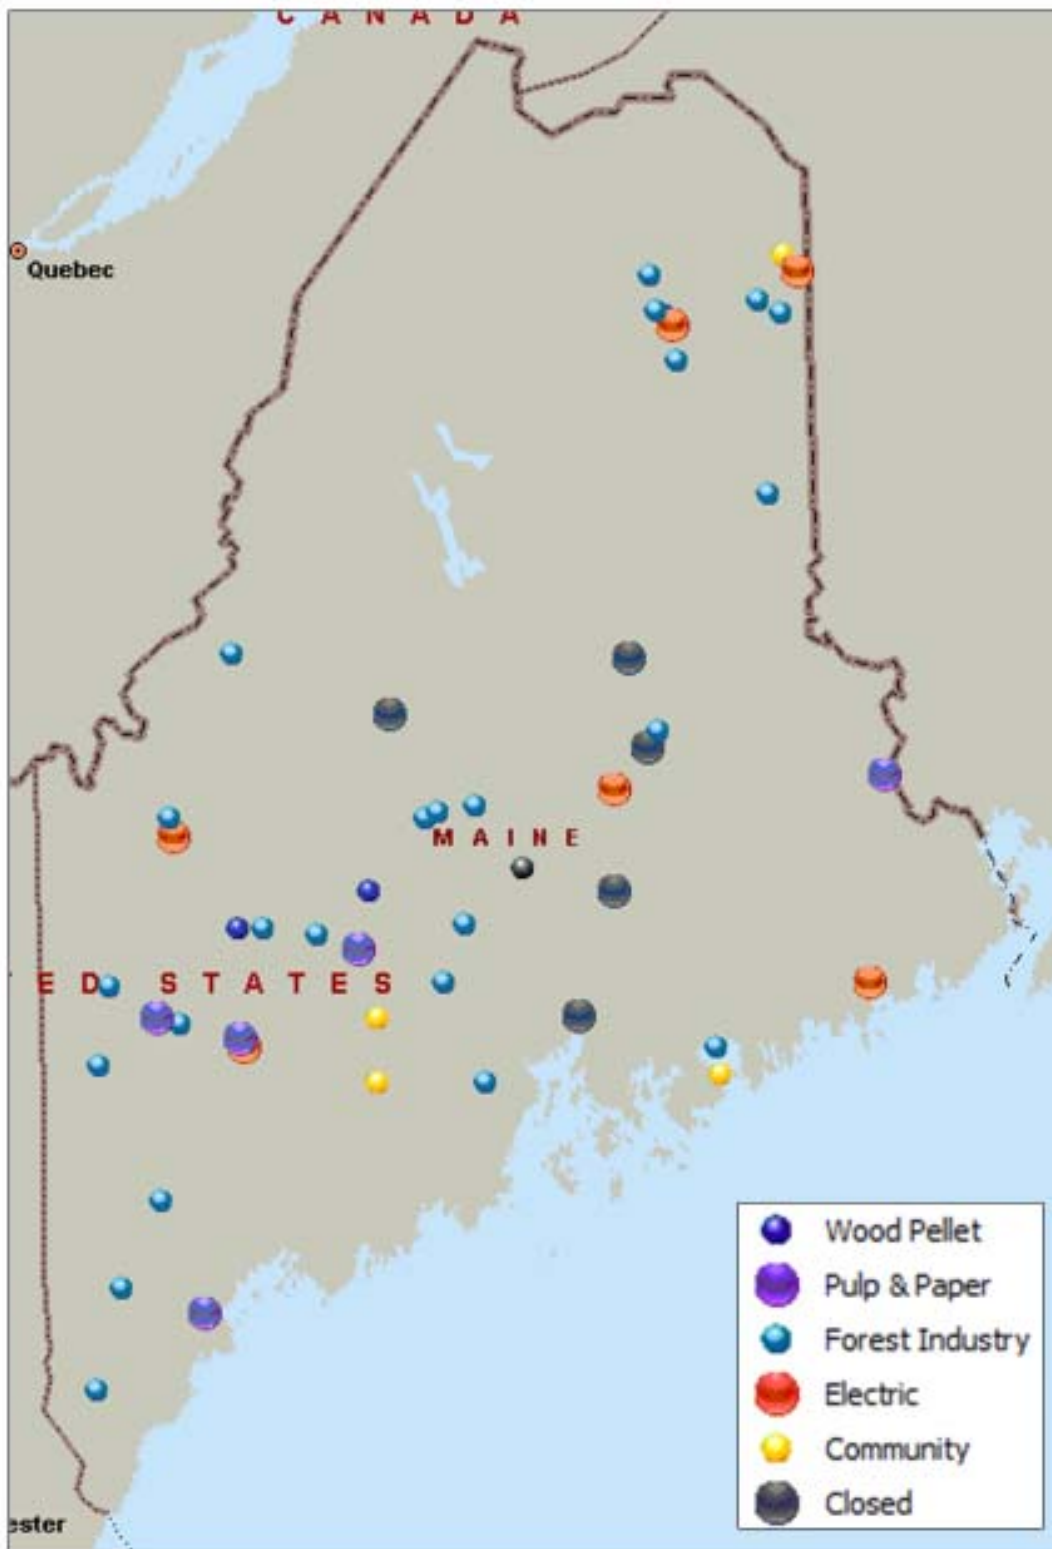 CANADA
Quebec
MAINE
ED STATES
Wood Pellet
Pulp & Paper
Forest Industry
Electric
Community
Closed
ester